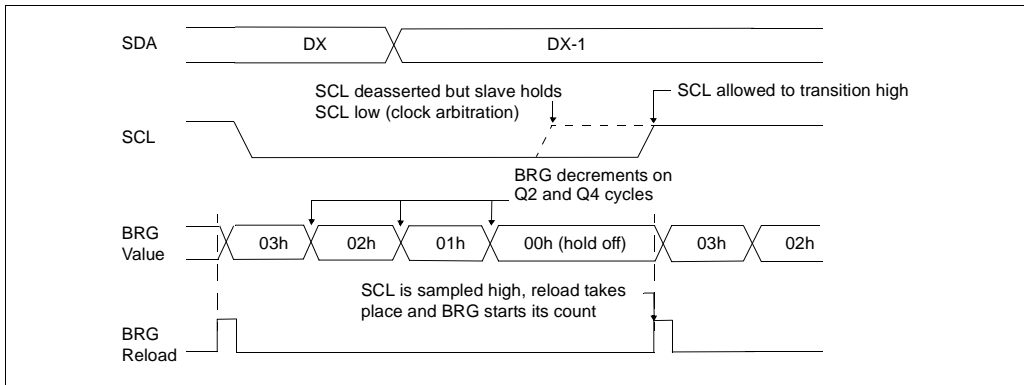 SDA
DX
DX-1
SCL deasserted but slave holds
SCL low (clock arbitration)
SCL allowed to transition high
SCL
BRG decrements on
Q2 and Q4 cycles
BRG
Value
03h
02h
01h
00h (hold off)
03h
02h
SCL is sampled high, reload takes
place and BRG starts its count
BRG
Reload